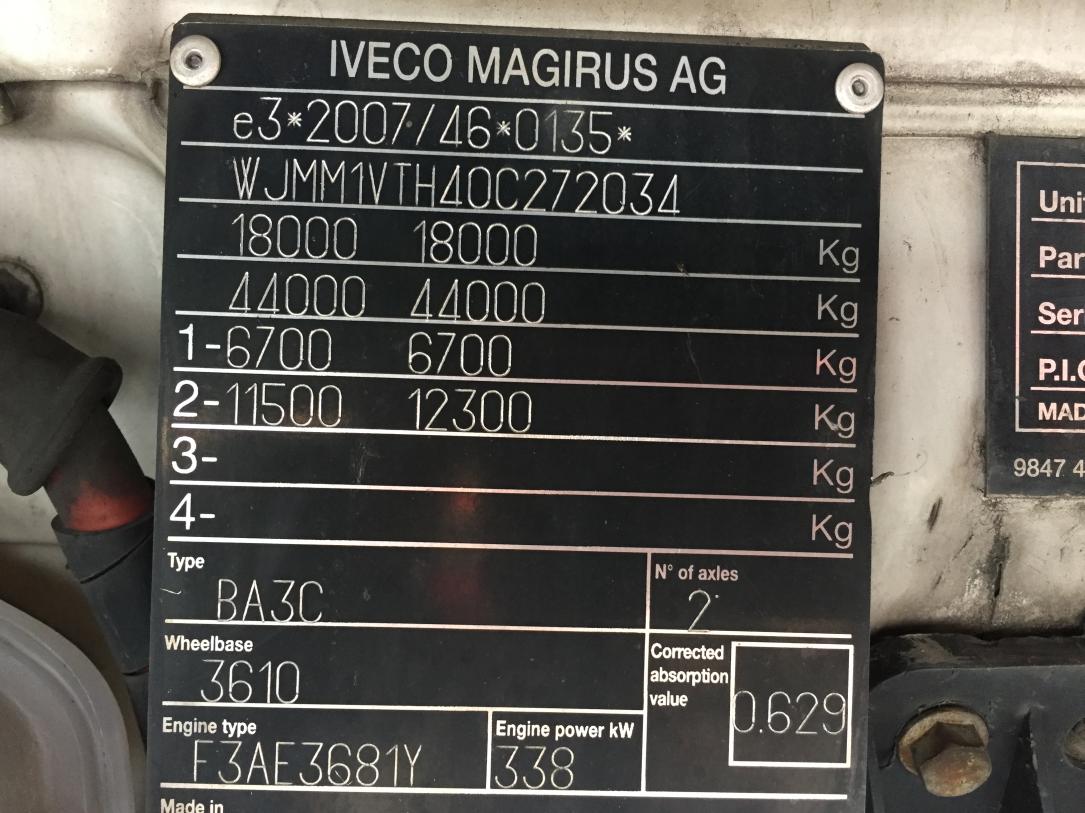 IVECO MAGIRUS AG
e3*2007/46*0135*
WJMM1VTH40C272034
18000 18000 Kg
44000 44000 Kg
1-6700 6700 Kg
2-11500 12300 Kg
3- Kg
4- Kg
Type
BA3C
N° of axles
2
Wheelbase
3610
Corrected
absorption
value
0.629
Engine type
F3AE3681Y
Engine power kW
338
Made in
Ser
P.I.
MAD
9847 4